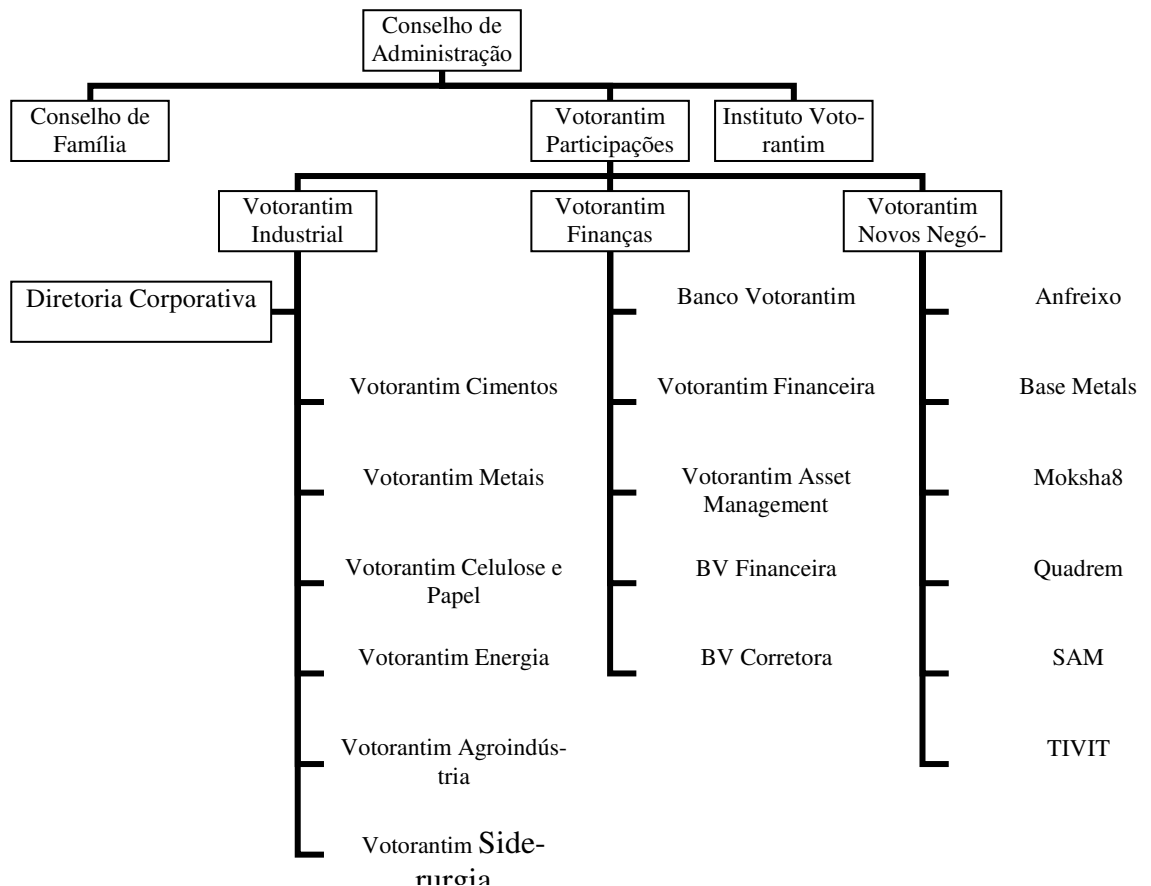 Conselho de
Administração
Conselho de
Família
Votorantim
Participações
Instituto Voto-
rantim
Votorantim
Industrial
Votorantim
Finanças
Votorantim
Novos Negó-
Diretoria Corporativa
Banco Votorantim
Anfreixo
Votorantim Cimentos
Votorantim Financeira
Base Metals
Votorantim Metais
Votorantim Asset
Management
Moksha8
Votorantim Celulose e
Papel
BV Financeira
Quadrem
Votorantim Energia
BV Corretora
SAM
Votorantim Agroindús-
tria
TIVIT
Votorantim Side-
rurgia